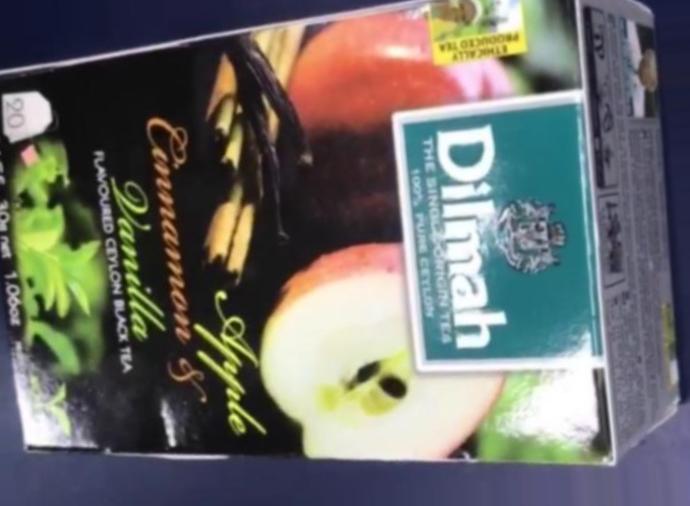 ETHICALLY
PRODUCED TEA
Dilmah
THE SINGLE ORIGIN TEA
100% PURE CEYLON
Apple
Cinnamon &
Vanilla
FLAVOURED CEYLON BLACK TEA
20
30g net 1.06oz